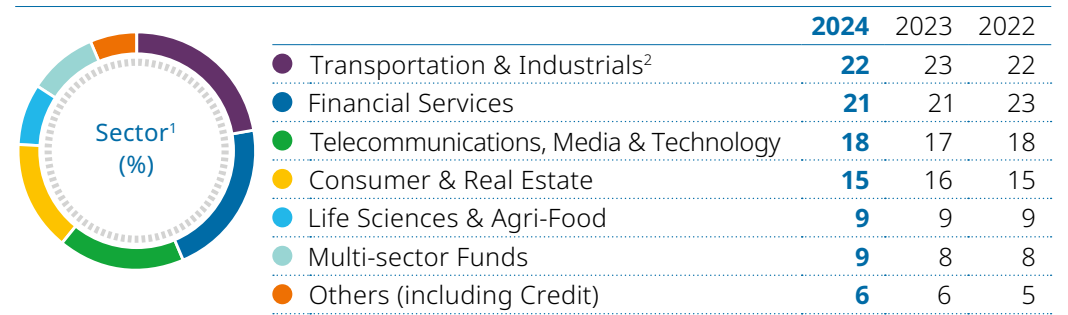 Sector¹
(%)
2024 2023 2022
Transportation & Industrials² 22 23 22
Financial Services 21 21 23
Telecommunications, Media & Technology 18 17 18
Consumer & Real Estate 15 16 15
Life Sciences & Agri-Food 9 9 9
Multi-sector Funds 9 8 8
Others (including Credit) 6 6 5